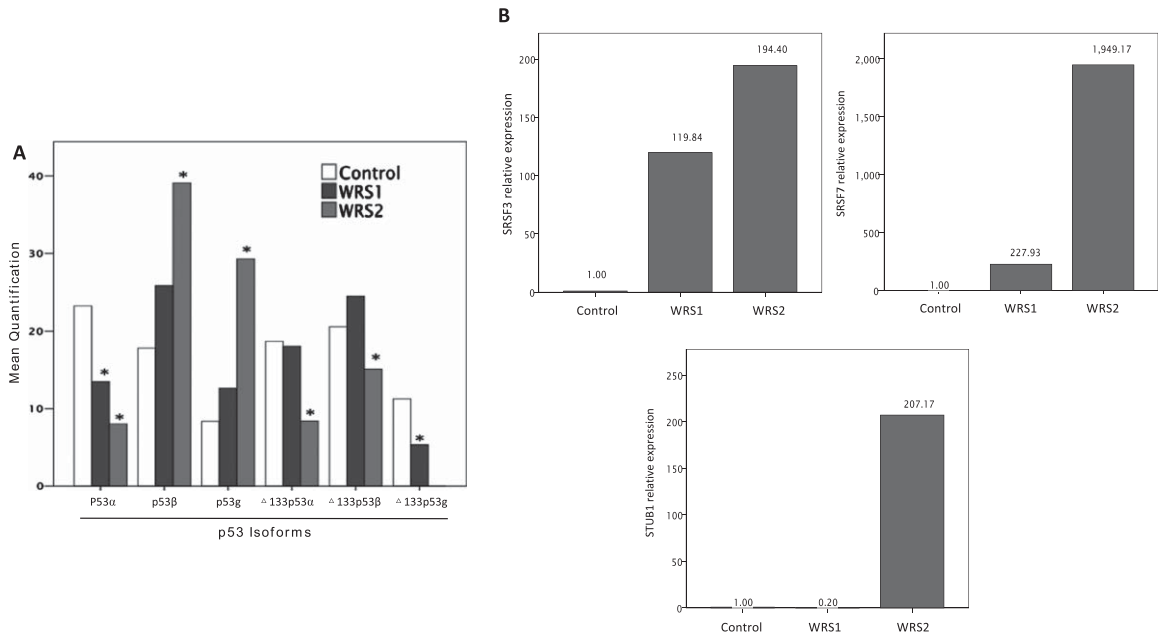 A
Mean Quantification
40
30
20
10
0
Control
WRS1
WRS2
*
*
*
*
*
*
*
P53α
p53β
p53g
△ 133p53α
△ 133p53β
△ 133p53g
p53 Isoforms
B
SRSF3 relative expression
200
150
100
50
0
1.00
119.84
194.40
Control
WRS1
WRS2
SRSF7 relative expression
2,000
1,500
1,000
500
0
1.00
227.93
1,949.17
Control
WRS1
WRS2
STUB1 relative expression
250
200
150
100
50
0
1.00
0.20
207.17
Control
WRS1
WRS2